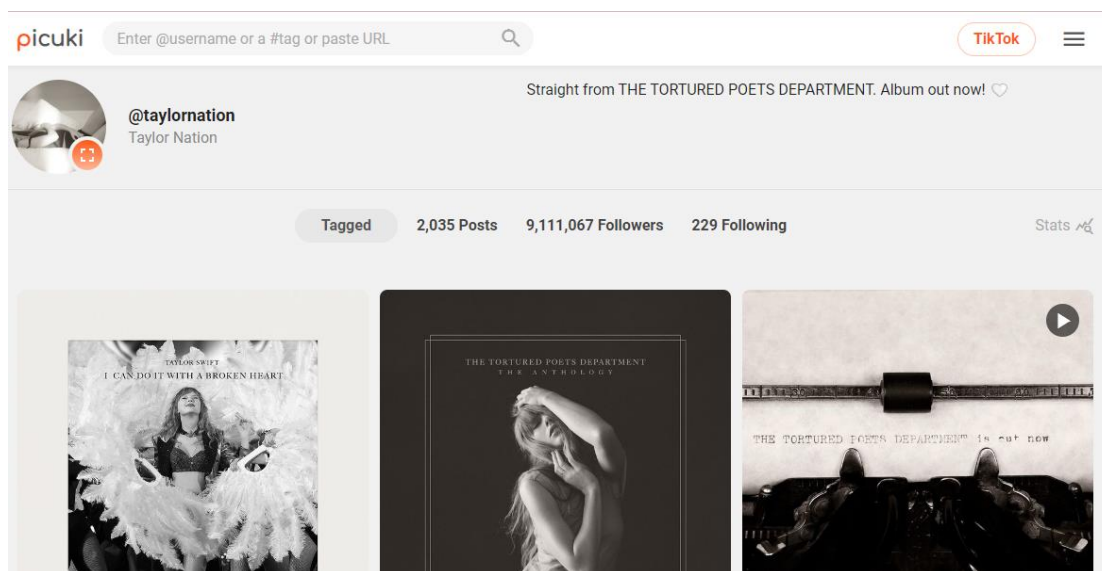 picuki
Enter @username or a #tag or paste URL
TikTok
Straight from THE TORTURED POETS DEPARTMENT. Album out now! 🤍
@taylornation
Taylor Nation
Tagged
2,035 Posts
9,111,067 Followers
229 Following
Stats
TAYLOR SWIFT
I CAN DO IT WITH A BROKEN HEART
THE TORTURED POETS DEPARTMENT
THE ANTHOLOGY
THE TORTURED POETS DEPARTMENT is out now